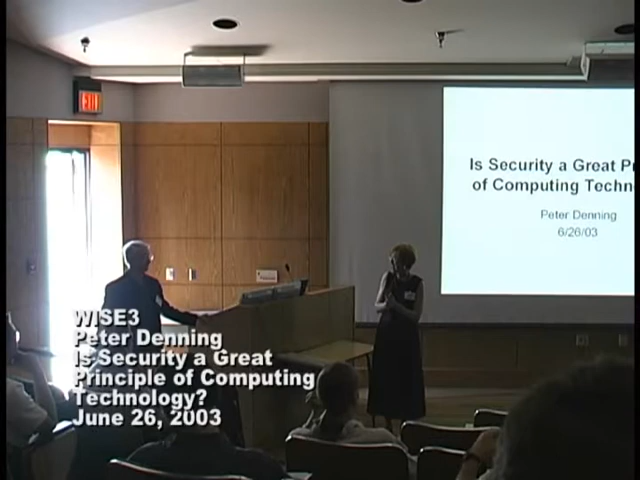 EXIT
Is Security a Great Pr
of Computing Techn
Peter Denning
6/26/03
WISE3
Peter Denning
Is Security a Great
Principle of Computing
Technology?
June 26, 2003